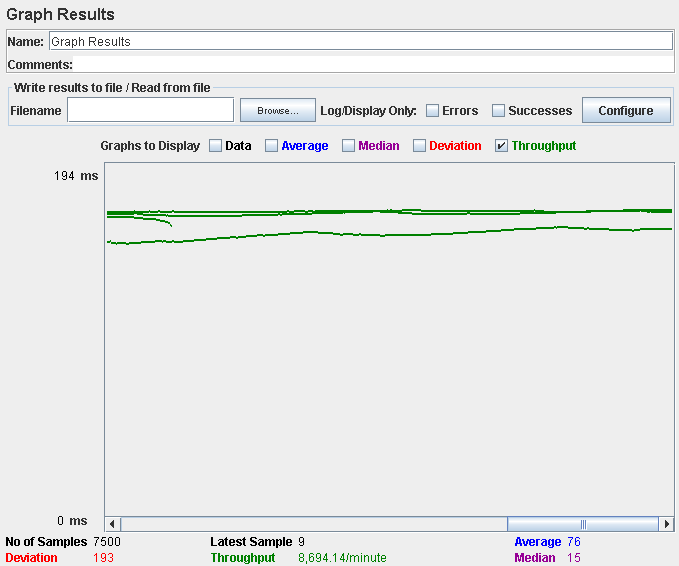 Graph Results
Name: Graph Results
Comments:
Write results to file / Read from file
Filename Browse... Log/Display Only: Errors Successes Configure
Graphs to Display Data Average Median Deviation Throughput
194 ms
0 ms
No of Samples 7500 Latest Sample 9 Average 76
Deviation 193 Throughput 8,694.14/minute Median 15